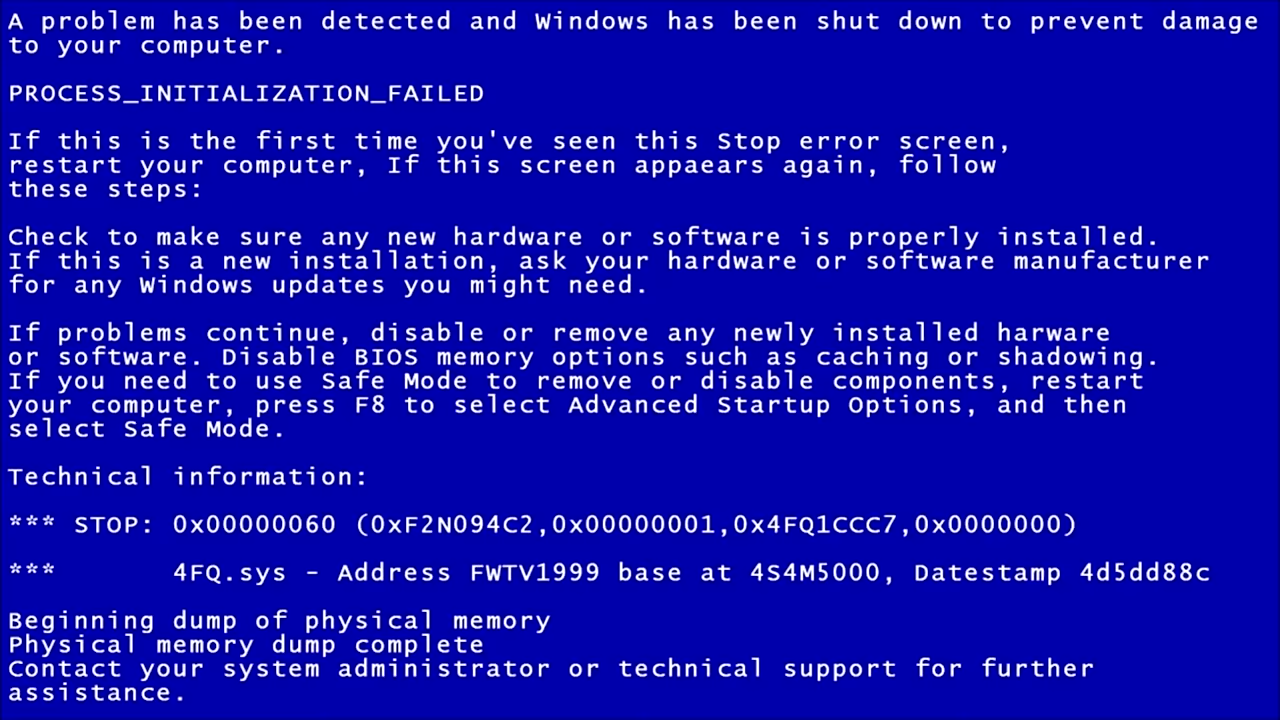 A problem has been detected and Windows has been shut down to prevent damage
to your computer.
PROCESS_INITIALIZATION_FAILED
If this is the first time you've seen this Stop error screen,
restart your computer, If this screen appaears again, follow
these steps:
Check to make sure any new hardware or software is properly installed.
If this is a new installation, ask your hardware or software manufacturer
for any Windows updates you might need.
If problems continue, disable or remove any newly installed harware
or software. Disable BIOS memory options such as caching or shadowing.
If you need to use Safe Mode to remove or disable components, restart
your computer, press F8 to select Advanced Startup Options, and then
select Safe Mode.
Technical information:
*** STOP: 0x00000060 (0xF2N094C2,0x00000001,0x4FQ1CCC7,0x0000000)
*** 4FQ.sys – Address FWTV1999 base at 4S4M5000, Datestamp 4d5dd88c
Beginning dump of physical memory
Physical memory dump complete
Contact your system administrator or technical support for further
assistance.